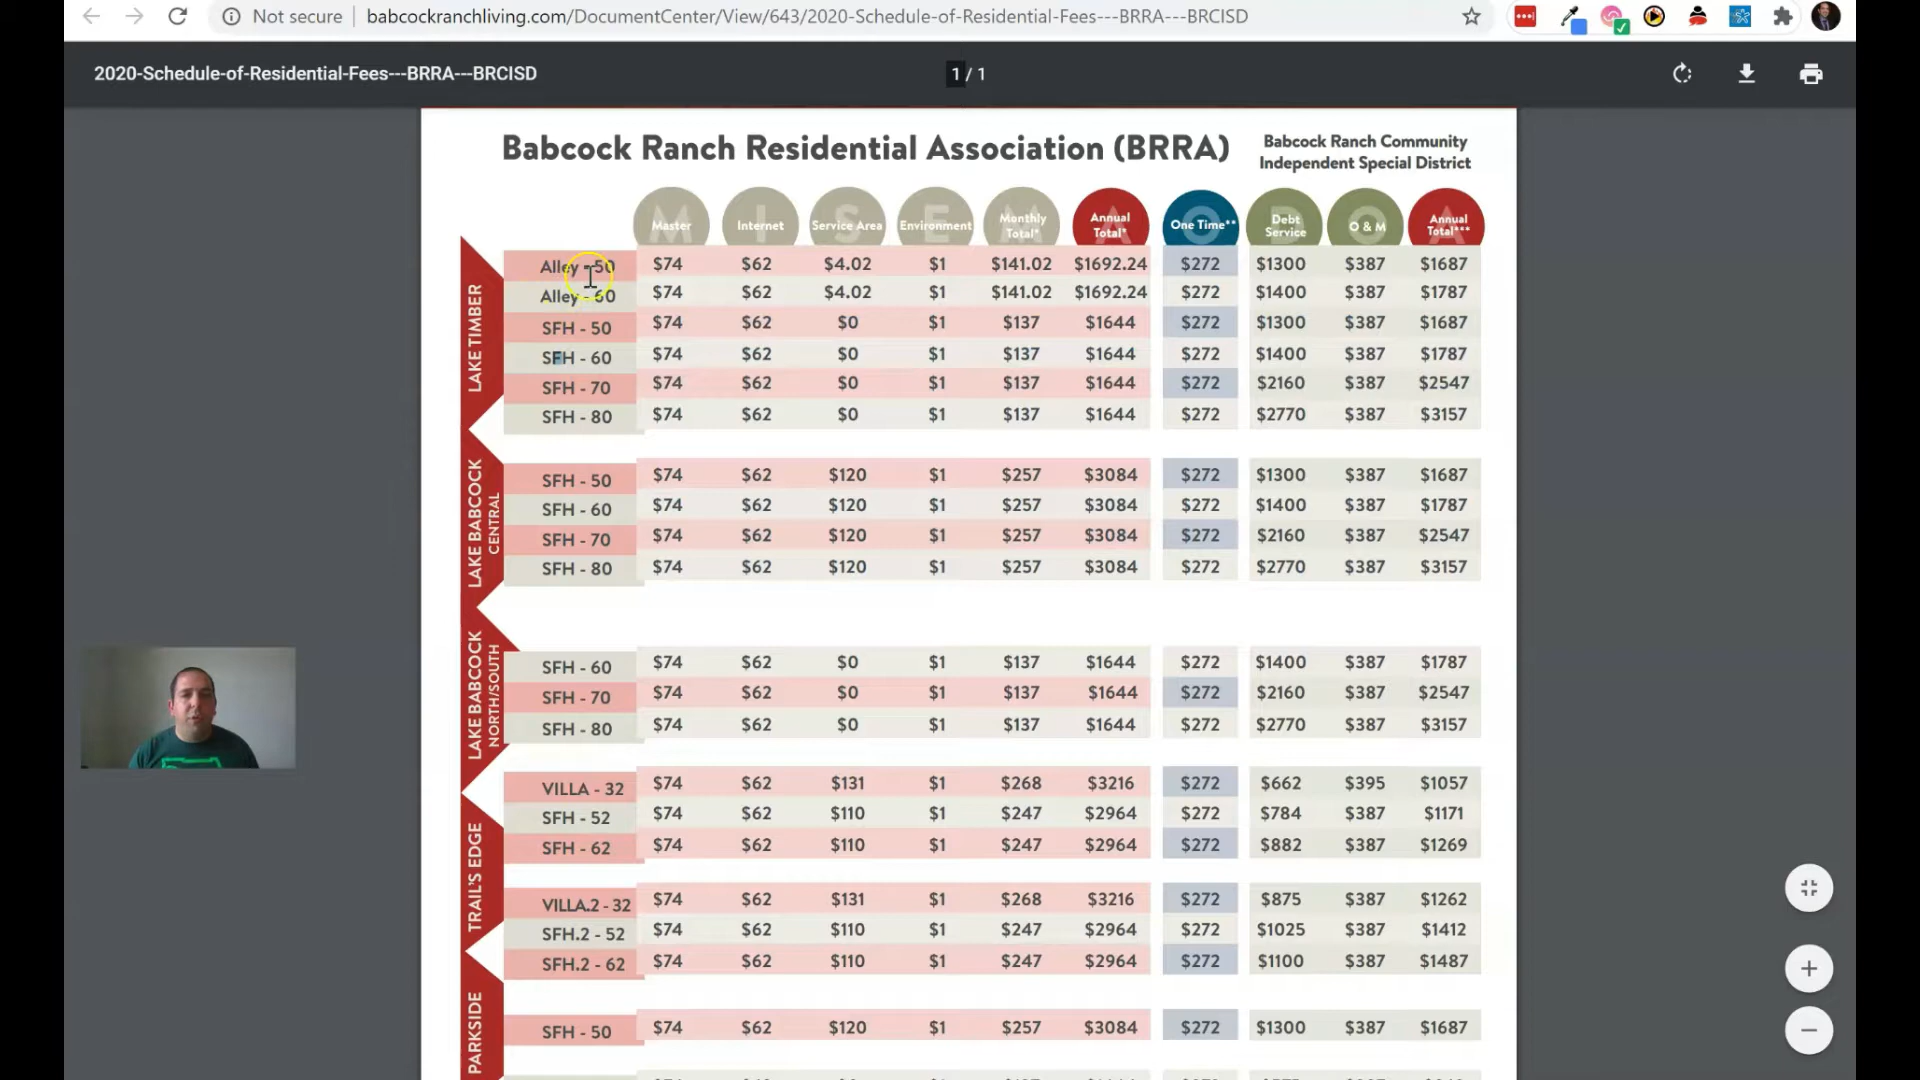 Not secure
babcockranchliving.com/DocumentCenter/View/643/2020-Schedule-of-Residential-Fees---BRRA---BRCISD
2020-Schedule-of-Residential-Fees---BRRA---BRCISD
1 / 1
Babcock Ranch Residential Association (BRRA)
Babcock Ranch Community
Independent Special District
Master Internet Service Area Environment Monthly Total* Annual Total* One Time** Debt Service O & M Annual Total***
LAKE TIMBER
Alley - 50 $74 $62 $4.02 $1 $141.02 $1692.24 $272 $1300 $387 $1687
Alley - 60 $74 $62 $4.02 $1 $141.02 $1692.24 $272 $1400 $387 $1787
SFH - 50 $74 $62 $0 $1 $137 $1644 $272 $1300 $387 $1687
SFH - 60 $74 $62 $0 $1 $137 $1644 $272 $1400 $387 $1787
SFH - 70 $74 $62 $0 $1 $137 $1644 $272 $2160 $387 $2547
SFH - 80 $74 $62 $0 $1 $137 $1644 $272 $2770 $387 $3157
LAKE BABCOCK
CENTRAL
SFH - 50 $74 $62 $120 $1 $257 $3084 $272 $1300 $387 $1687
SFH - 60 $74 $62 $120 $1 $257 $3084 $272 $1400 $387 $1787
SFH - 70 $74 $62 $120 $1 $257 $3084 $272 $2160 $387 $2547
SFH - 80 $74 $62 $120 $1 $257 $3084 $272 $2770 $387 $3157
LAKE BABCOCK
NORTH/SOUTH
SFH - 60 $74 $62 $0 $1 $137 $1644 $272 $1400 $387 $1787
SFH - 70 $74 $62 $0 $1 $137 $1644 $272 $2160 $387 $2547
SFH - 80 $74 $62 $0 $1 $137 $1644 $272 $2770 $387 $3157
TRAIL'S EDGE
VILLA - 32 $74 $62 $131 $1 $268 $3216 $272 $662 $395 $1057
SFH - 52 $74 $62 $110 $1 $247 $2964 $272 $784 $387 $1171
SFH - 62 $74 $62 $110 $1 $247 $2964 $272 $882 $387 $1269
VILLA.2 - 32 $74 $62 $131 $1 $268 $3216 $272 $875 $387 $1262
SFH.2 - 52 $74 $62 $110 $1 $247 $2964 $272 $1025 $387 $1412
SFH.2 - 62 $74 $62 $110 $1 $247 $2964 $272 $1100 $387 $1487
PARKSIDE
SFH - 50 $74 $62 $120 $1 $257 $3084 $272 $1300 $387 $1687